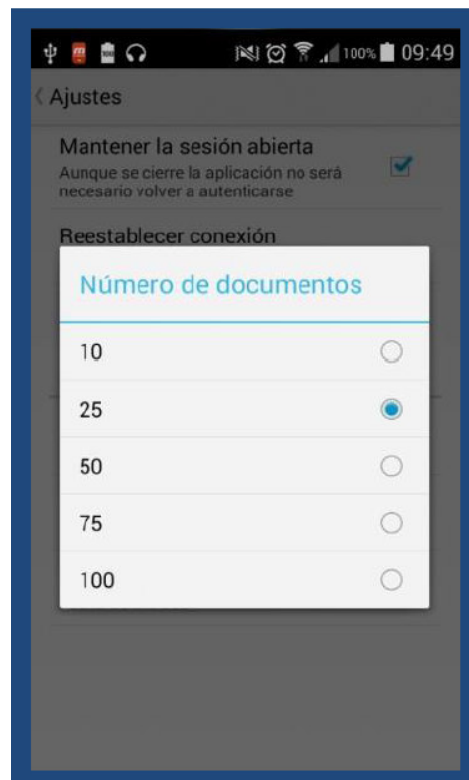 100% 09:49
Ajustes
Mantener la sesión abierta
Aunque se cierre la aplicación no será
necesario volver a autenticarse
Reestablecer conexión
Número de documentos
10
25
50
75
100